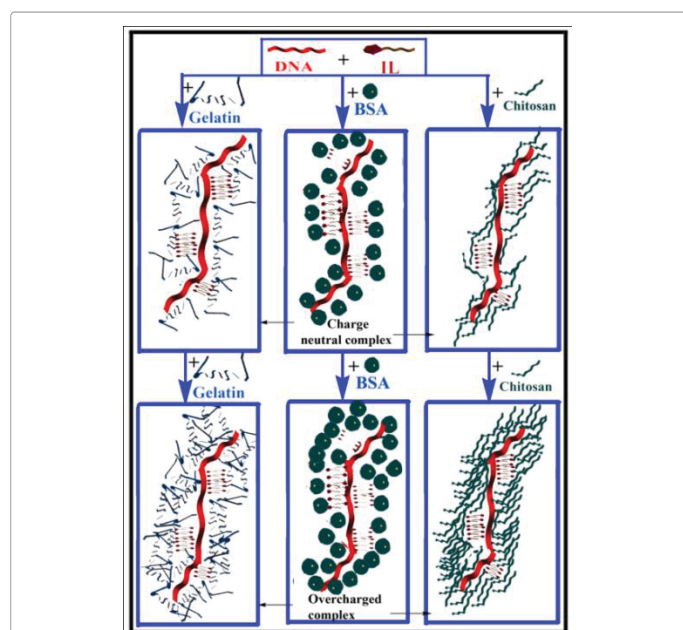 +
DNA IL
+ + +
Gelatin BSA Chitosan
Charge
neutral complex
+ + +
Gelatin BSA Chitosan
Overcharged
complex